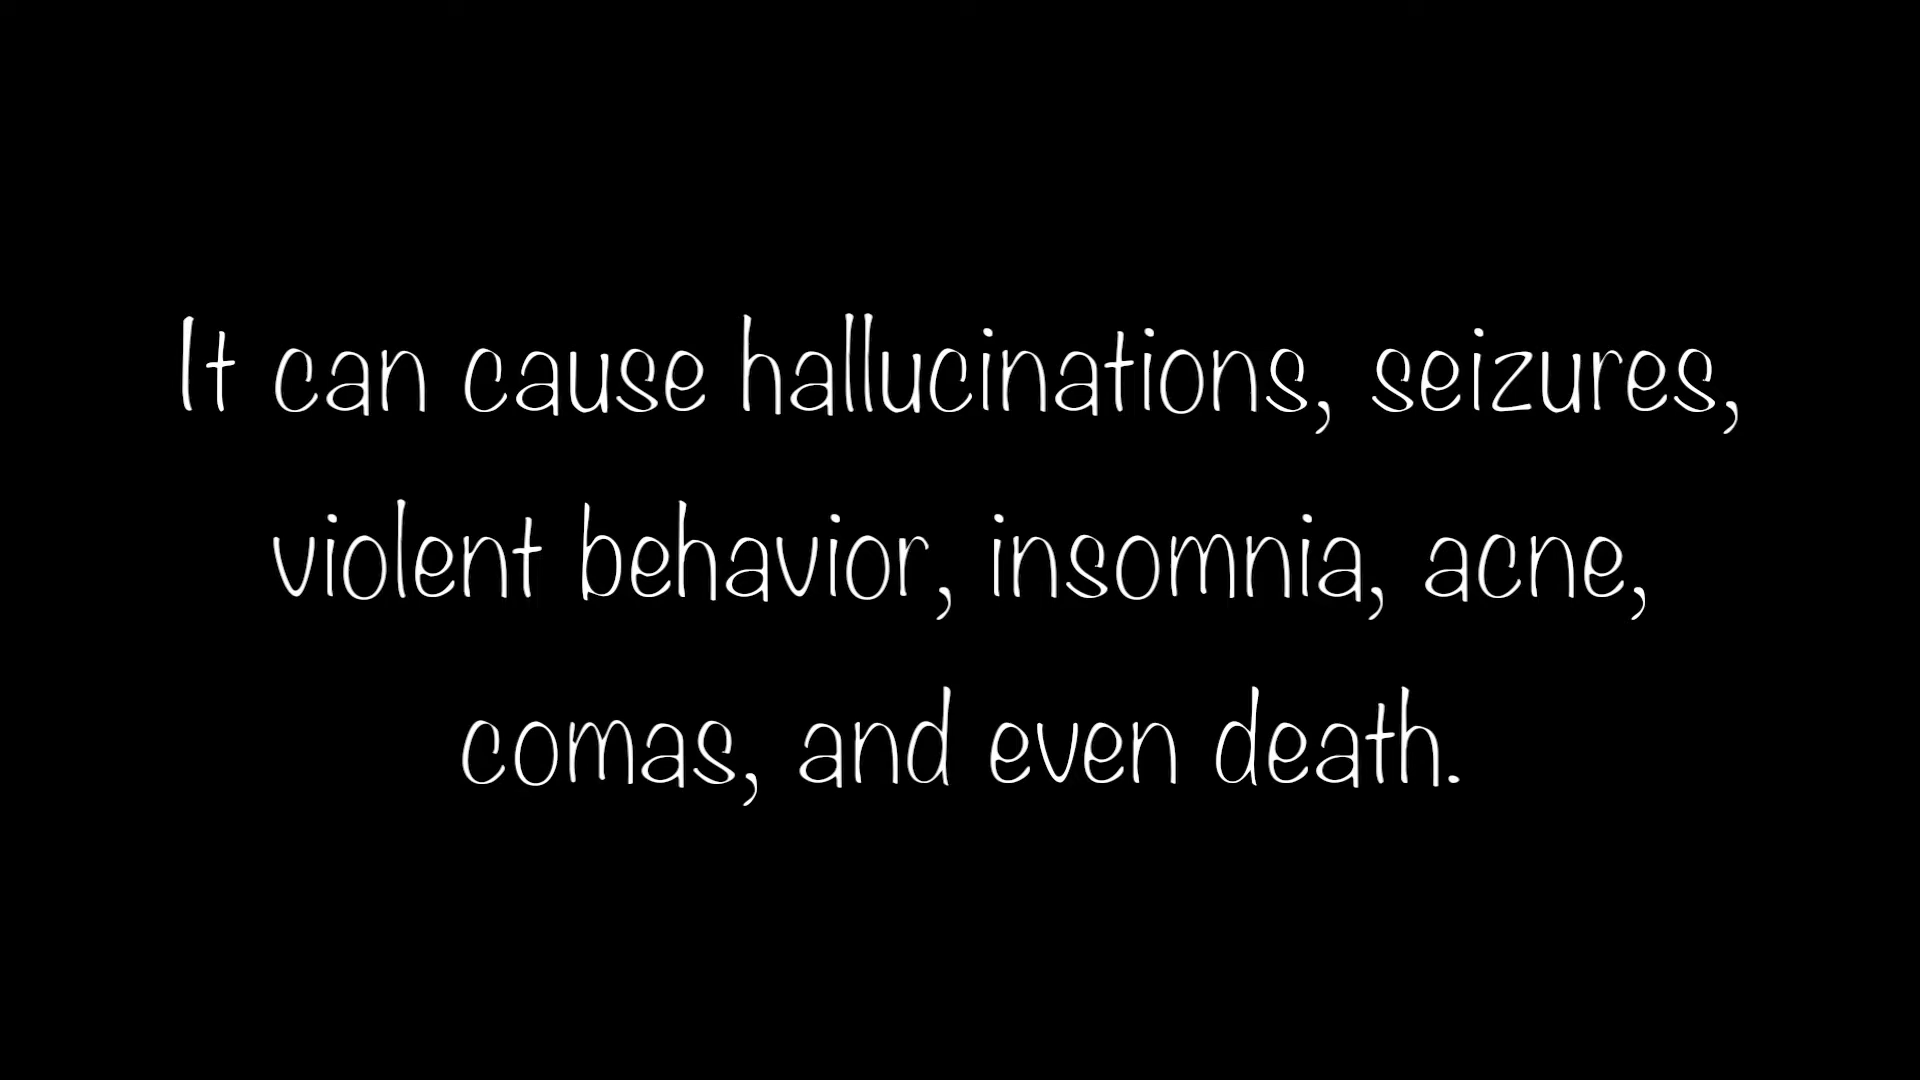 It can cause hallucinations, seizures,
violent behavior, insomnia, acne,
comas, and even death.